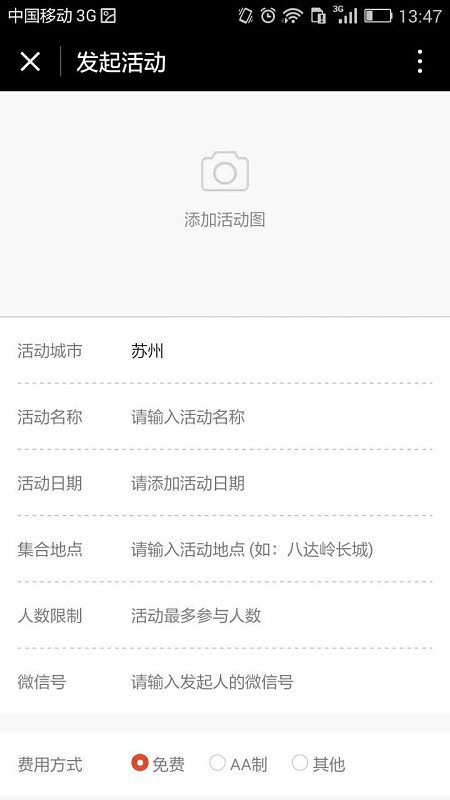 中国移动 3G 3G 13:47
发起活动
添加活动图
活动城市 苏州
活动名称 请输入活动名称
活动日期 请添加活动日期
集合地点 请输入活动地点 (如：八达岭长城)
人数限制 活动最多参与人数
微信号 请输入发起人的微信号
费用方式 免费 AA制 其他